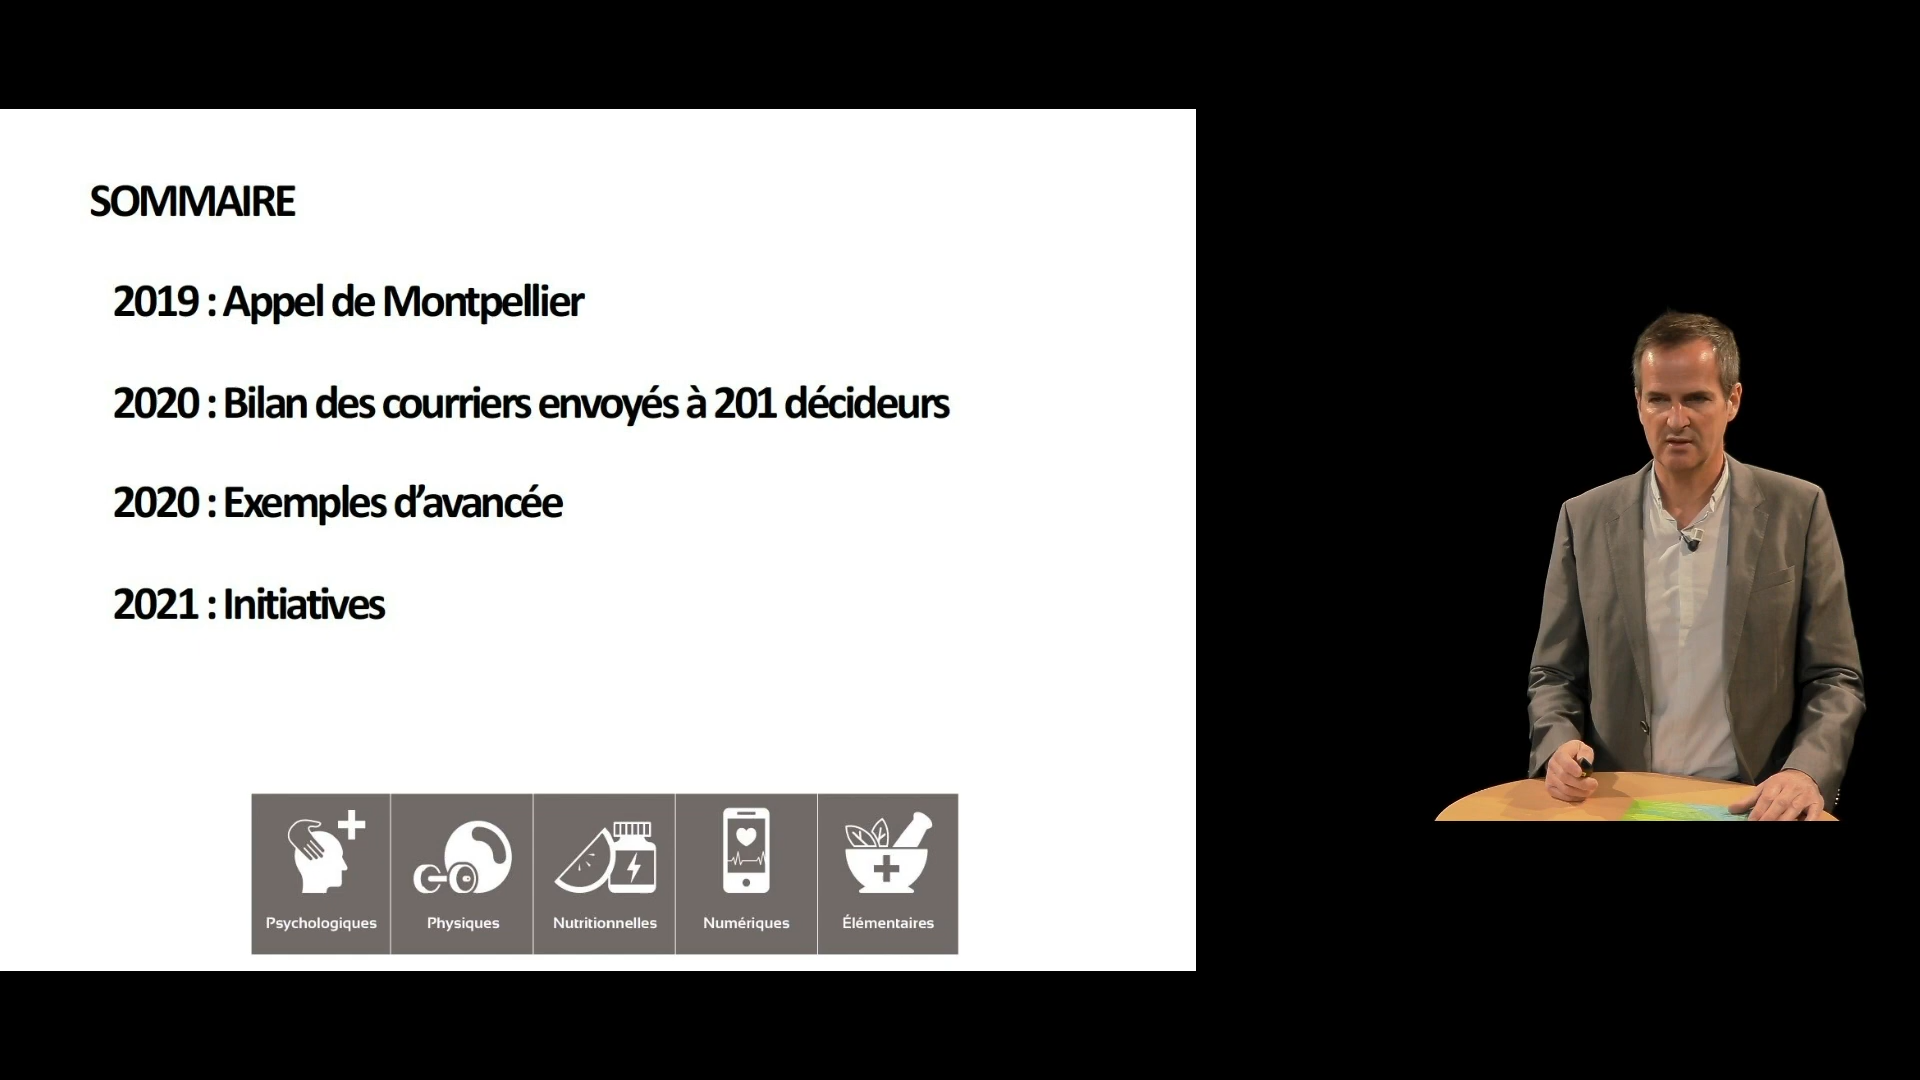 SOMMAIRE
2019 : Appel de Montpellier
2020 : Bilan des courriers envoyés à 201 décideurs
2020 : Exemples d’avancée
2021 : Initiatives
Psychologiques
Physiques
Nutritionnelles
Numériques
Élémentaires